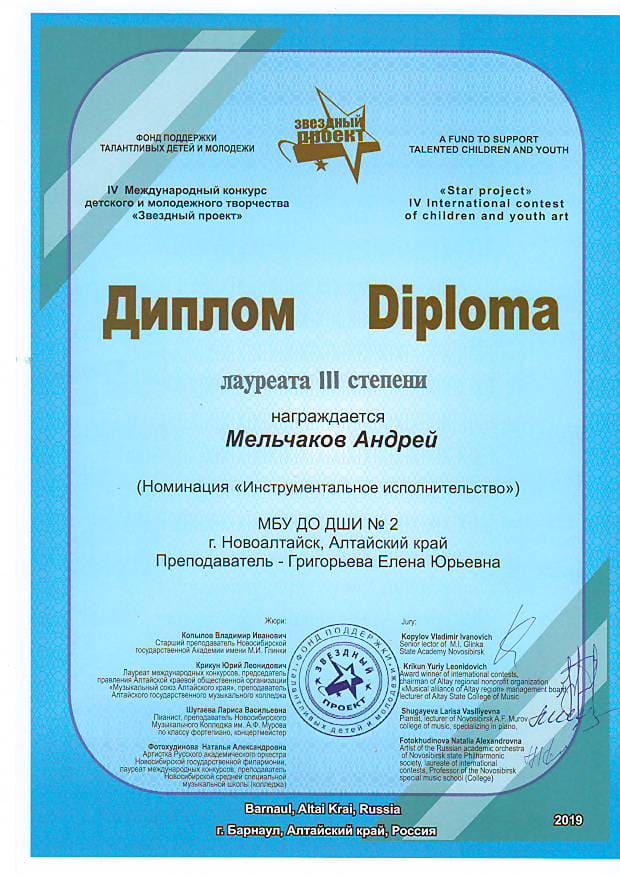 звездный
проект
ФОНД ПОДДЕРЖКИ
ТАЛАНТЛИВЫХ ДЕТЕЙ И МОЛОДЕЖИ
A FUND TO SUPPORT
TALENTED CHILDREN AND YOUTH
IV Международный конкурс
детского и молодежного творчества
«Звездный проект»
«Star project»
IV International contest
of children and youth art
Диплом
Diploma
лауреата III степени
награждается
Мельчаков Андрей
(Номинация «Инструментальное исполнительство»)
МБУ ДО ДШИ № 2
г. Новоалтайск, Алтайский край
Преподаватель - Григорьева Елена Юрьевна
Жюри:
Копылов Владимир Иванович
Старший преподаватель Новосибирской
государственной Академии имени М.И. Глинки
Крикун Юрий Леонидович
Лауреат международных конкурсов, председатель
правления Алтайской краевой общественной организации
«Музыкальный союз Алтайского края», преподаватель
Алтайского государственного музыкального колледжа
Шугаева Лариса Васильевна
Пианист, преподаватель Новосибирского
Музыкального Колледжа им. А.Ф. Мурова
по классу фортепиано, концертмейстер
Фотохудинова Наталья Александровна
Артистка Русского академического оркестра
Новосибирской государственной филармонии,
лауреат международных конкурсов, преподаватель
Новосибирской средней специальной
музыкальной школы (колледжа)
ФОНД ПОДДЕРЖКИ
талантливых детей и молодежи
ЗВЕЗДНЫЙ
ПРОЕКТ
Jury:
Kopylov Vladimir Ivanovich
Senior lector of M.I. Glinka
State Academy Novosibirsk
Krikun Yuriy Leonidovich
Award winner of international contests,
chairman of Altay regional nonprofit organization
«Musical alliance of Altay region» management board,
lecturer of Altay State College of Music
Shugayeva Larisa Vasiliyevna
Pianist, lecturer of Novosibirsk A.F. Murov
college of music, specializing in piano,
Fotokhudinova Natalia Alexandrovna
Artist of the Russian academic orchestra
of Novosibirsk state Philharmonic
society, laureate of international
contests, Professor of the Novosibirsk
special music school (College)
Barnaul, Altai Krai, Russia
г. Барнаул, Алтайский край, Россия
2019